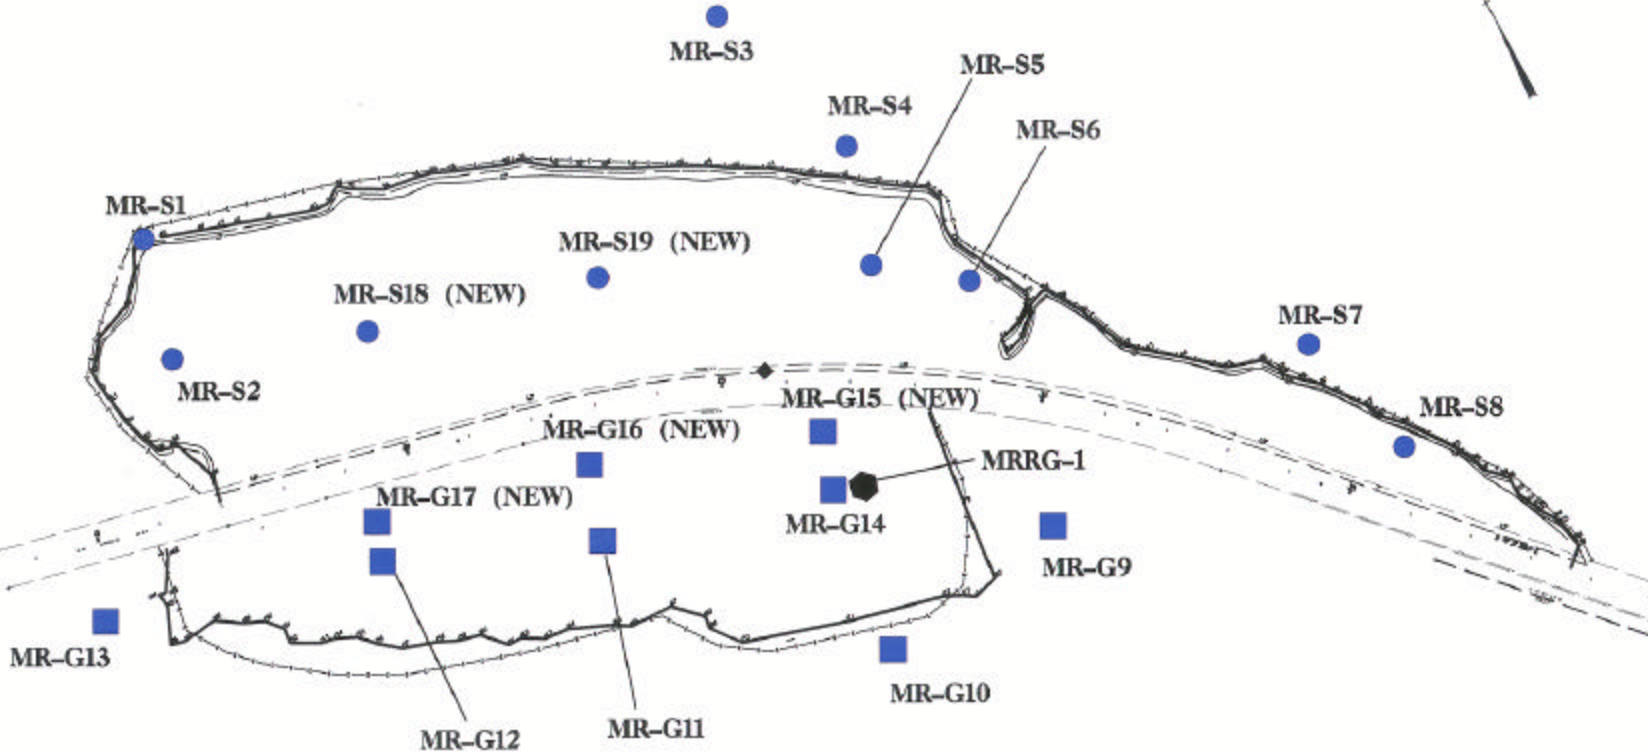 MR-S3
MR-S5
MR-S4
MR-S6
MR-S1
MR-S19 (NEW)
MR-S18 (NEW)
MR-S7
MR-S2
MR-G15 (NEW)
MR-S8
MR-G16 (NEW)
MRRG-1
MR-G17 (NEW)
MR-G14
MR-G9
MR-G13
MR-G10
MR-G11
MR-G12